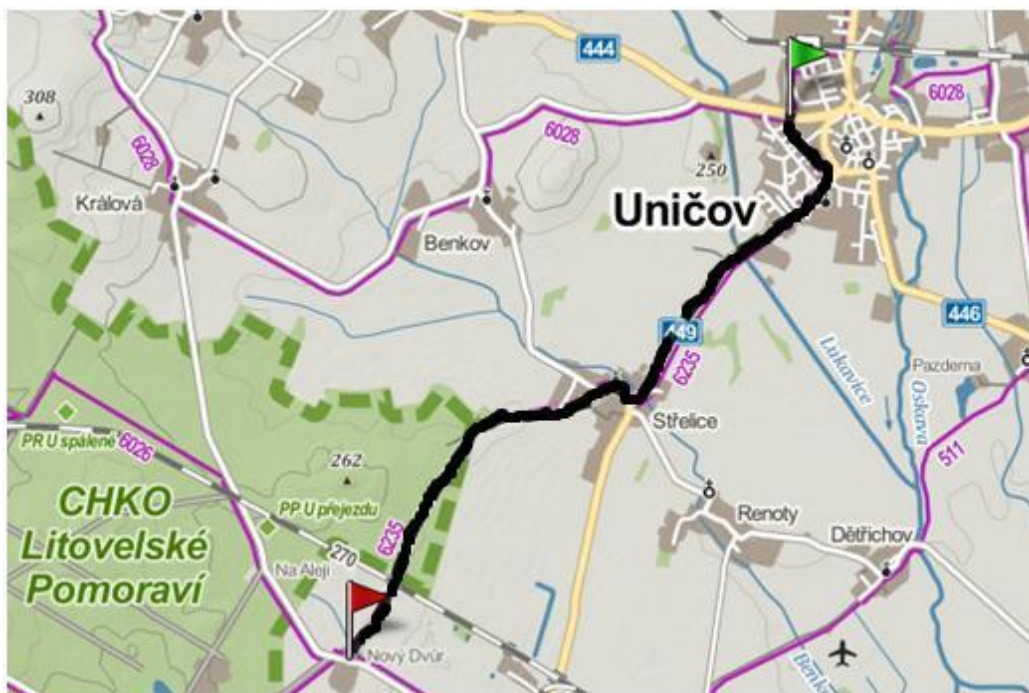 444
308
6028
6028
6028
250
Králová
Uničov
Benkov
449
446
6235
Lukavice
Pazderna
Oskava
Střelice
PR U spálené
6026
511
262
CHKO
Litovelské
Pomoraví
PP U přejezdu
6235
270
Renoty
Dětřichov
Na Aleji
Nový Dvůr